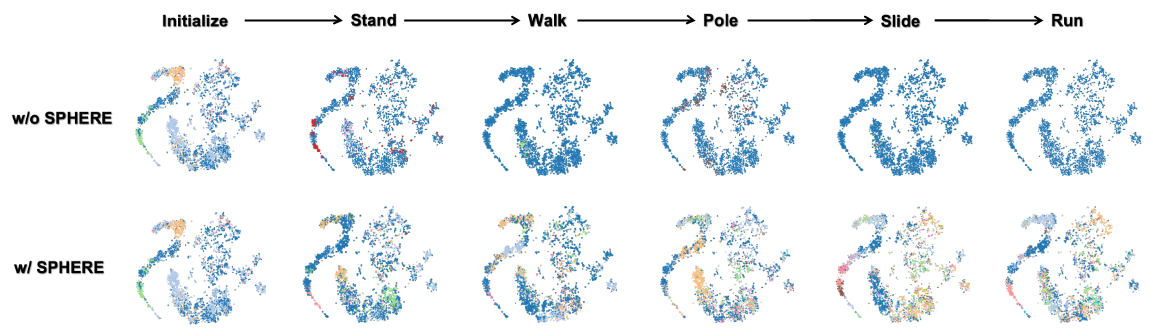 Initialize Stand Walk Pole Slide Run
w/o SPHERE
w/ SPHERE